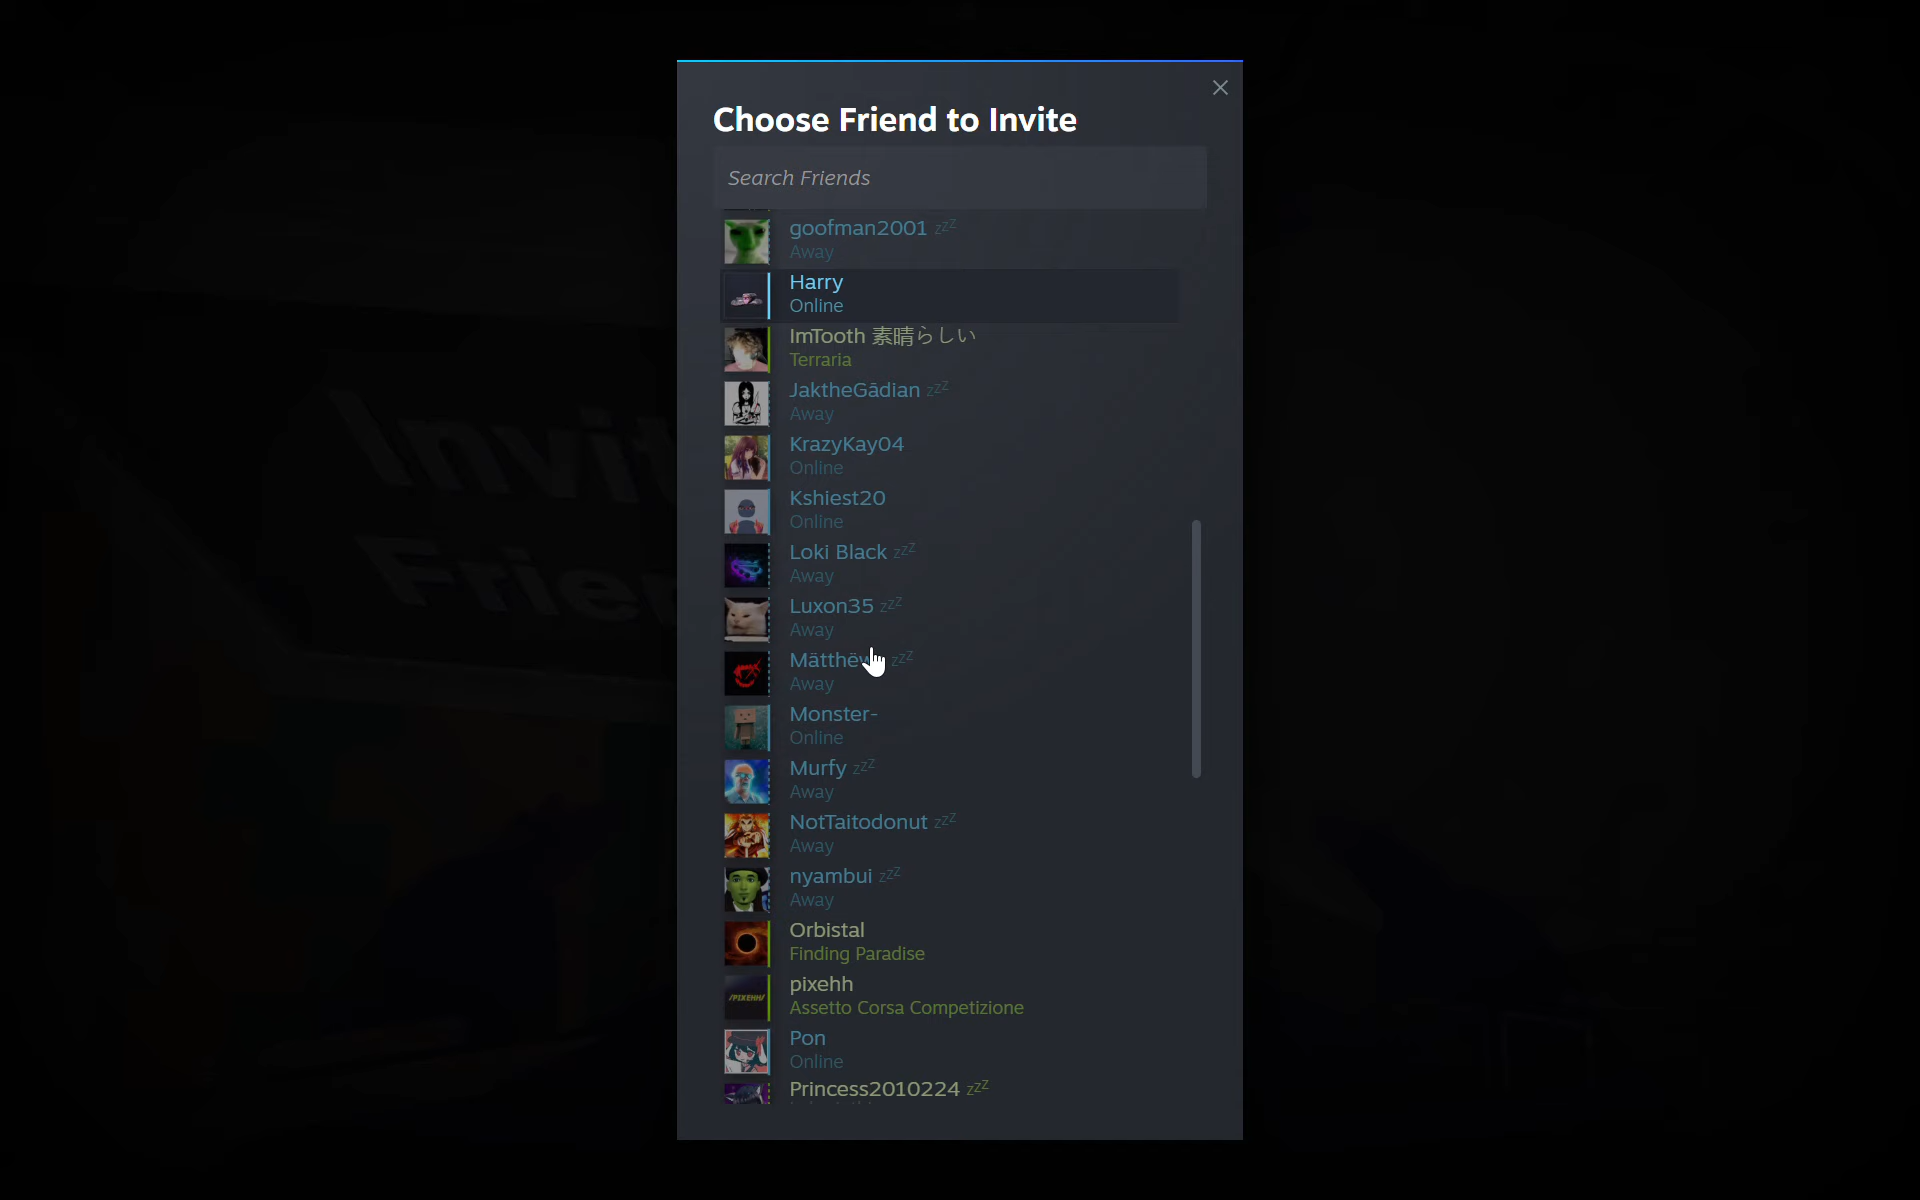 Choose Friend to Invite
Search Friends
goofman2001 zzZ
Away
Harry
Online
ImTooth 素晴らしい
Terraria
JaktheGādian zzZ
Away
KrazyKay04
Online
Kshiest20
Online
Loki Black zzZ
Away
Luxon35 zzZ
Away
zzZ
Away
Monster-
Online
Murfy zzZ
Away
NotTaitodonut zzZ
Away
nyambui zzZ
Away
Orbistal
Finding Paradise
/PIXEHH/
pixehh
Assetto Corsa Competizione
Pon
Online
Princess2010224 zzZ